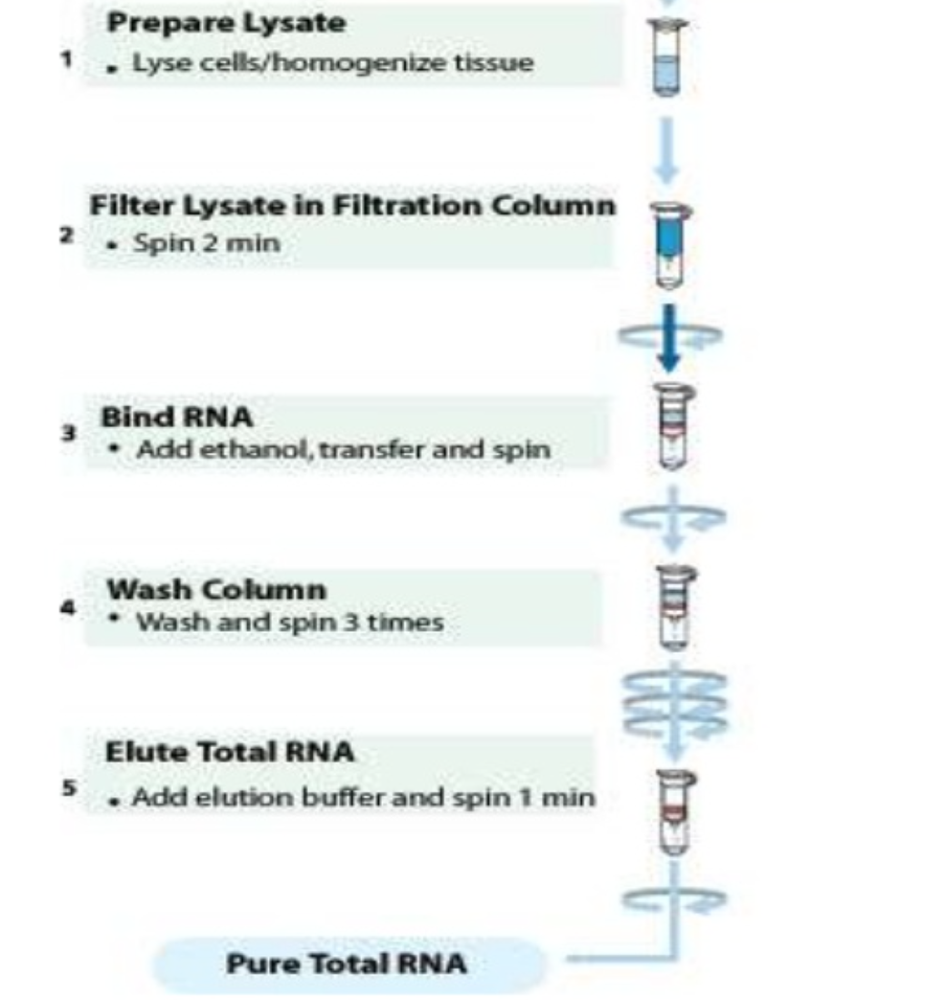 Prepare Lysate
1
• Lyse cells/homogenize tissue
Filter Lysate in Filtration Column
2
• Spin 2 min
Bind RNA
3
• Add ethanol, transfer and spin
Wash Column
4
• Wash and spin 3 times
Elute Total RNA
5
• Add elution buffer and spin 1 min
Pure Total RNA